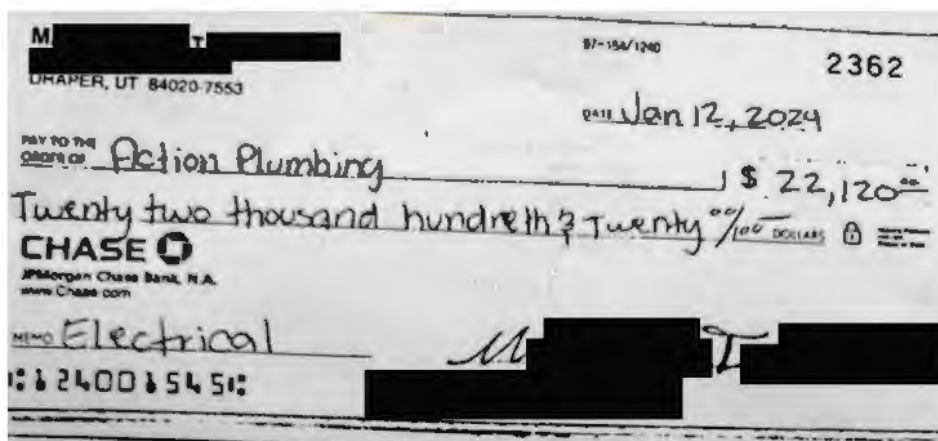 M T
97-154/1240
2362
DRAPER, UT 84020-7553
DATE Jan 12, 2024
PAY TO THE
ORDER OF Action Plumbing $ 22,120 00
Twenty two thousand hundreth & Twenty 00/100 DOLLARS
CHASE
JPMorgan Chase Bank, N.A.
www.Chase.com
MEMO Electrical M T
⑆124001545⑆